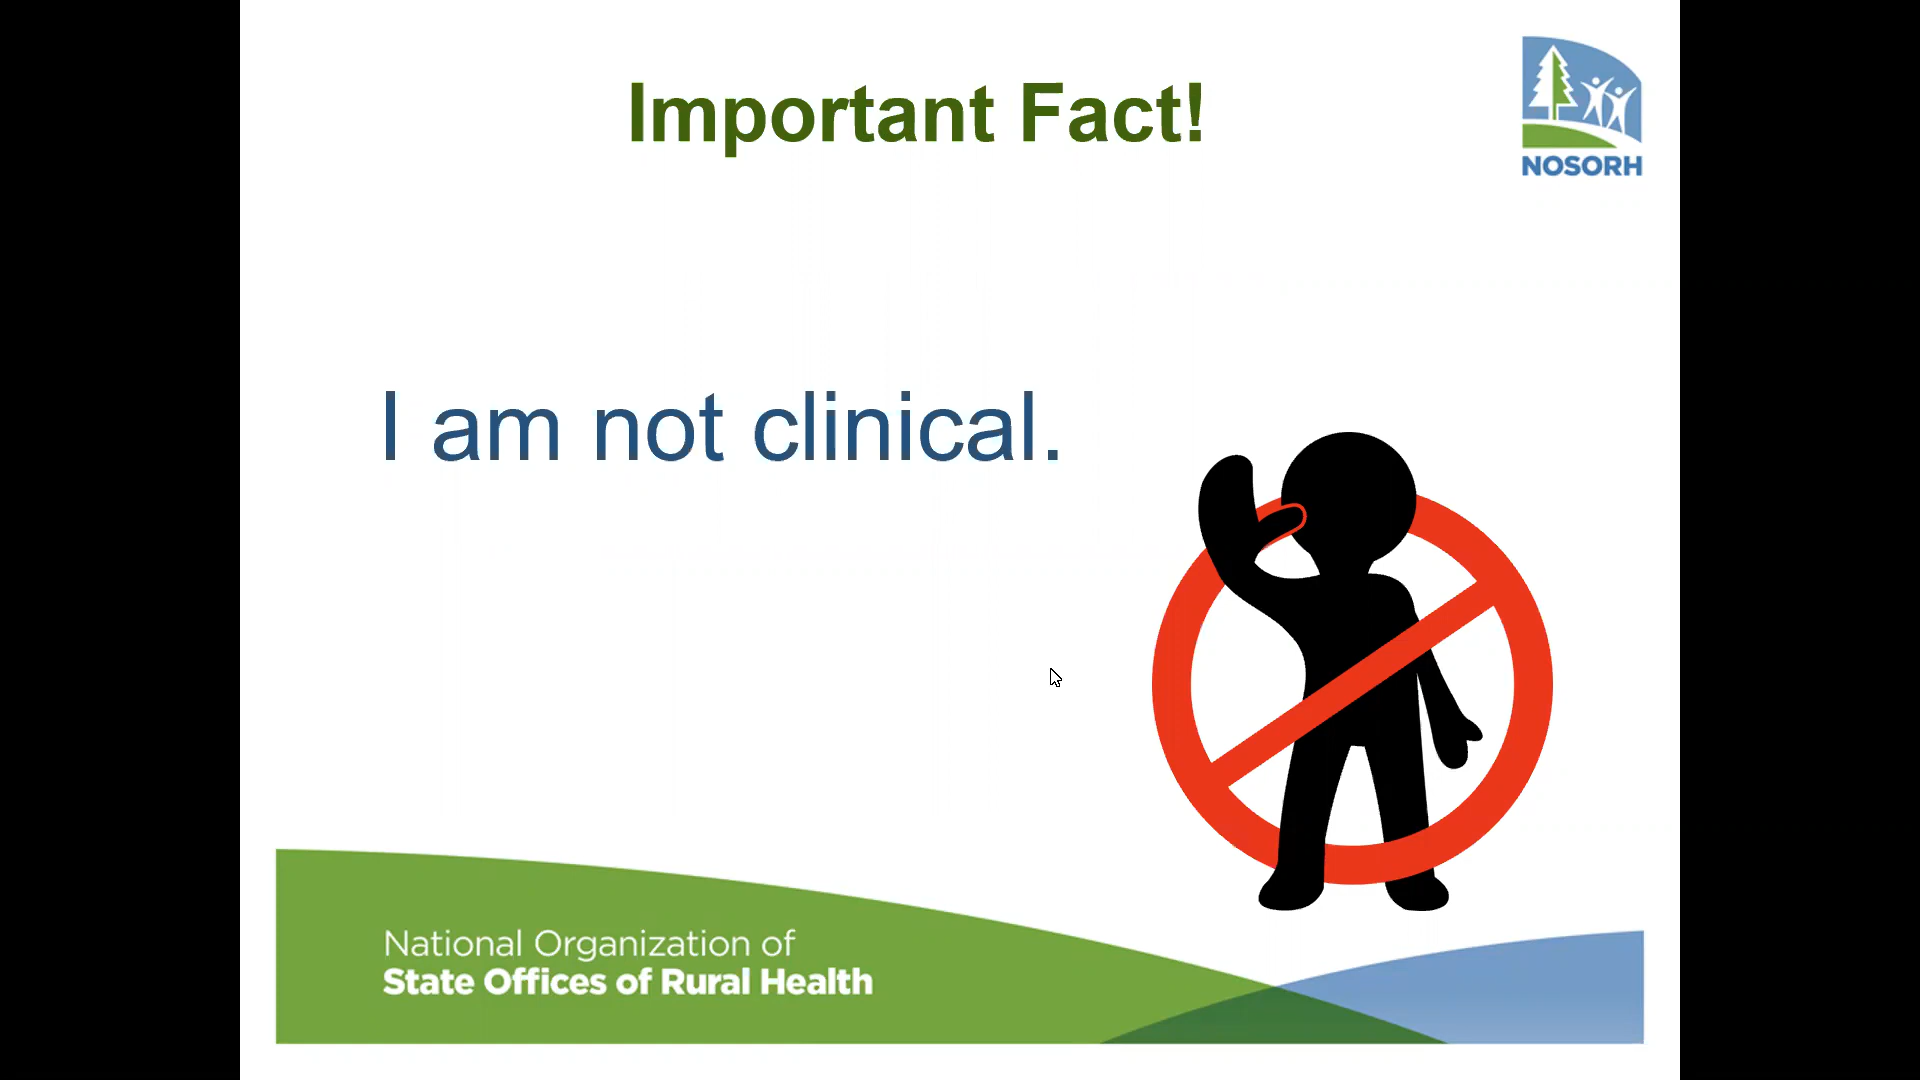 Important Fact!
NOSORH
I am not clinical.
National Organization of
State Offices of Rural Health